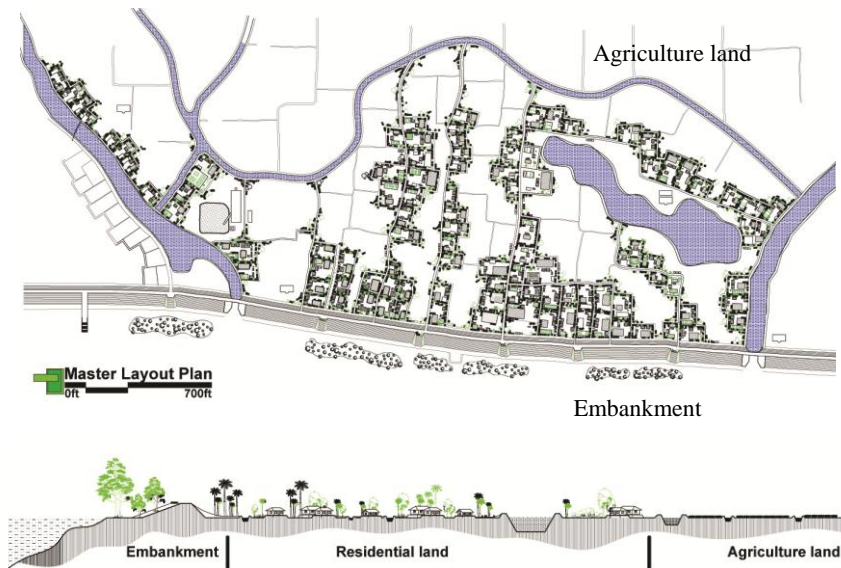 Agriculture land
Master Layout Plan
0ft 700ft
Embankment
Embankment Residential land Agriculture land